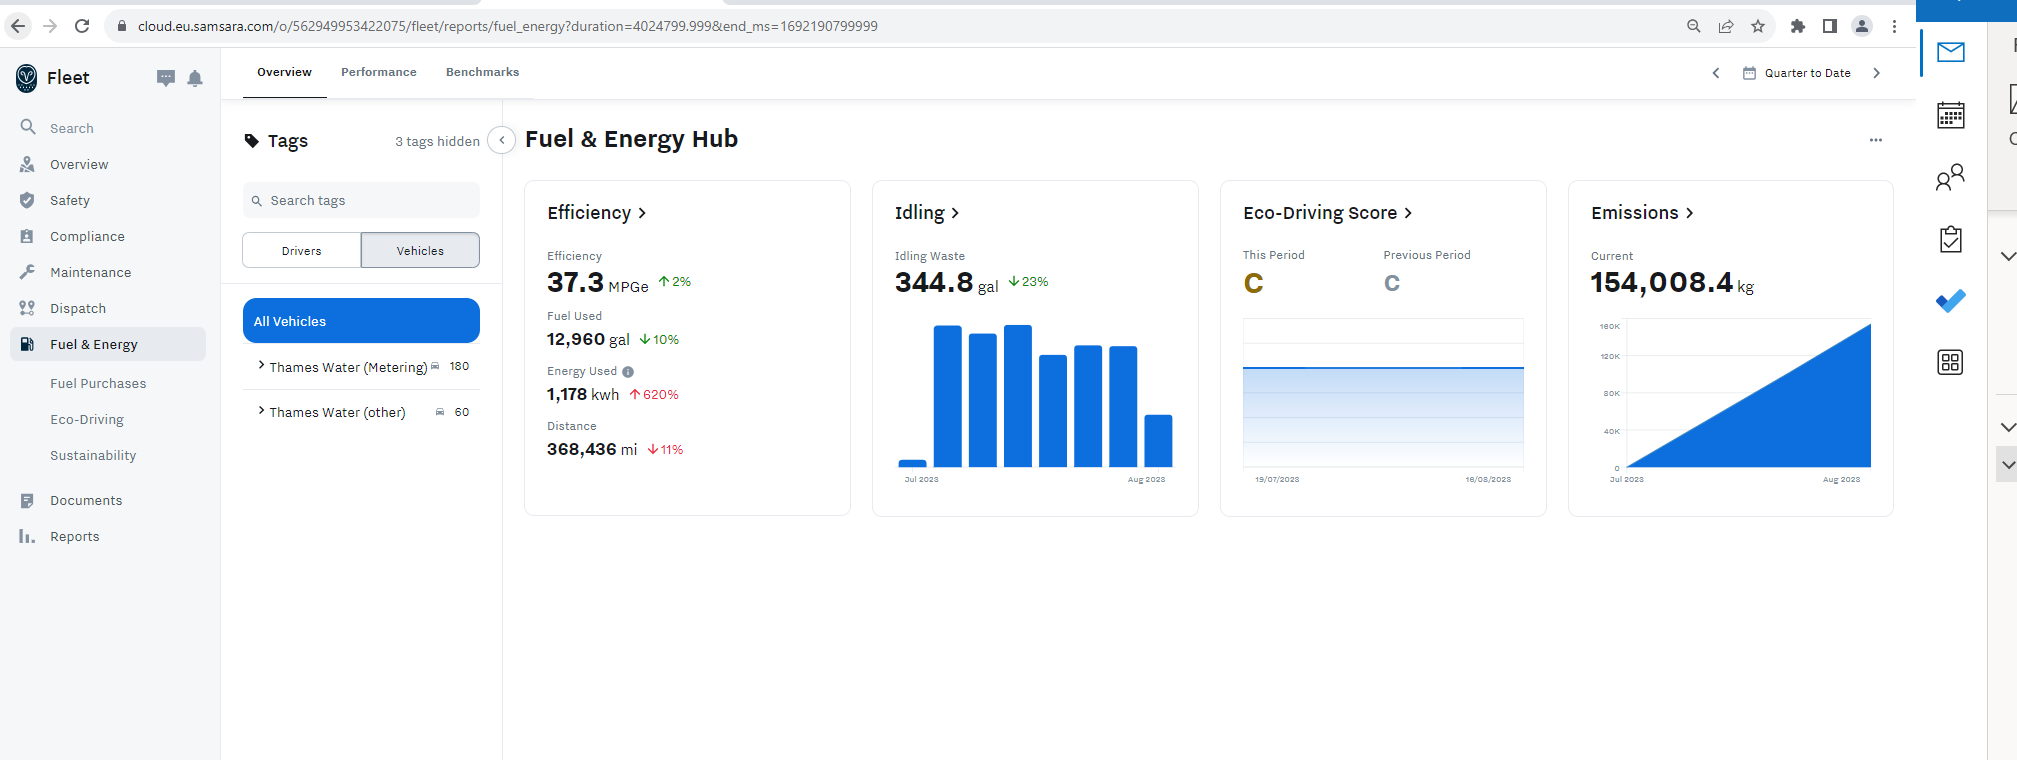 cloud.eu.samsara.com/o/562949953422075/fleet/reports/fuel_energy?duration=4024799.999&end_ms=1692190799999
Fleet
Search
Overview
Safety
Compliance
Maintenance
Dispatch
Fuel & Energy
Fuel Purchases
Eco-Driving
Sustainability
Documents
Reports
Overview Performance Benchmarks
Quarter to Date
Tags 3 tags hidden
Search tags
Drivers Vehicles
All Vehicles
Thames Water (Metering) 180
Thames Water (other) 60
Fuel & Energy Hub
Efficiency
Efficiency
37.3 MPGe 2%
Fuel Used
12,960 gal 10%
Energy Used
1,178 kwh 620%
Distance
368,436 mi 11%
Idling
Idling Waste
344.8 gal 23%
Jul 2023 Aug 2023
Eco-Driving Score
This Period Previous Period
C C
19/07/2023 16/08/2023
Emissions
Current
154,008.4 kg
160K
120K
80K
40K
0
Jul 2023 Aug 2023